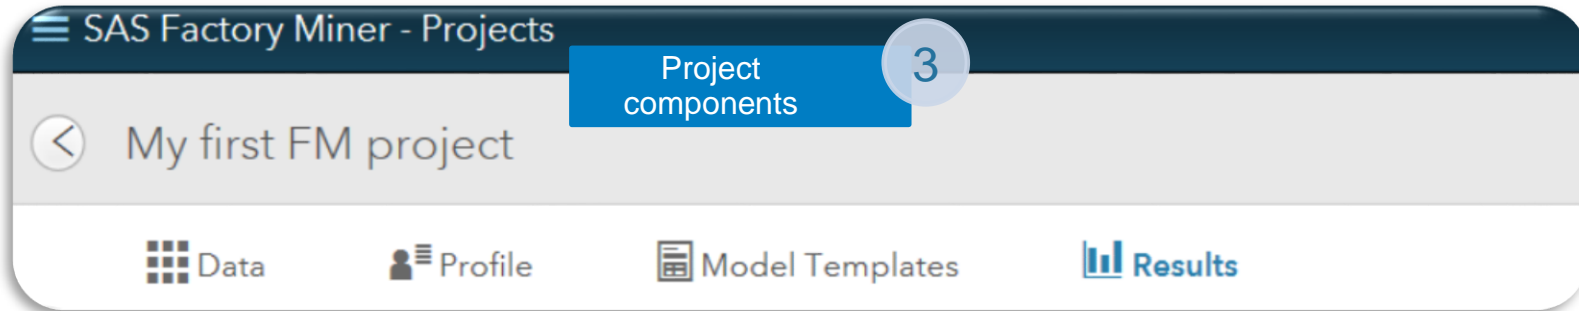 SAS Factory Miner - Projects
Project
components
3
My first FM project
Data
Profile
Model Templates
Results